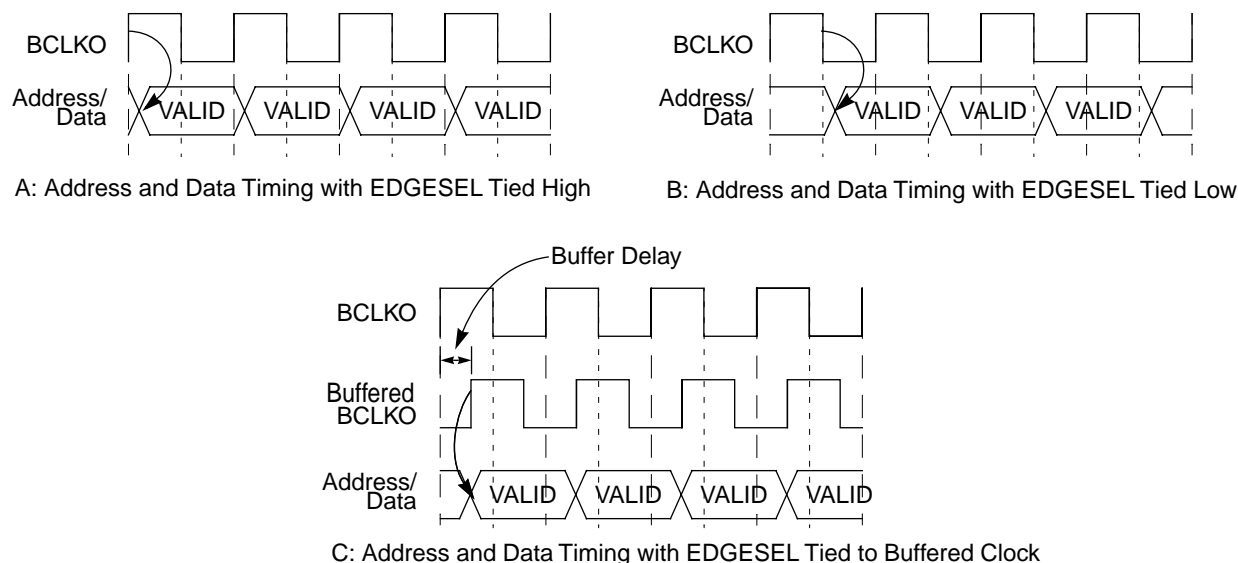 BCLKO
Address/
Data
VALID VALID VALID VALID
A: Address and Data Timing with EDGESEL Tied High
BCLKO
Address/
Data
VALID VALID VALID
B: Address and Data Timing with EDGESEL Tied Low
Buffer Delay
BCLKO
Buffered
BCLKO
Address/
Data
VALID VALID VALID VALID
C: Address and Data Timing with EDGESEL Tied to Buffered Clock